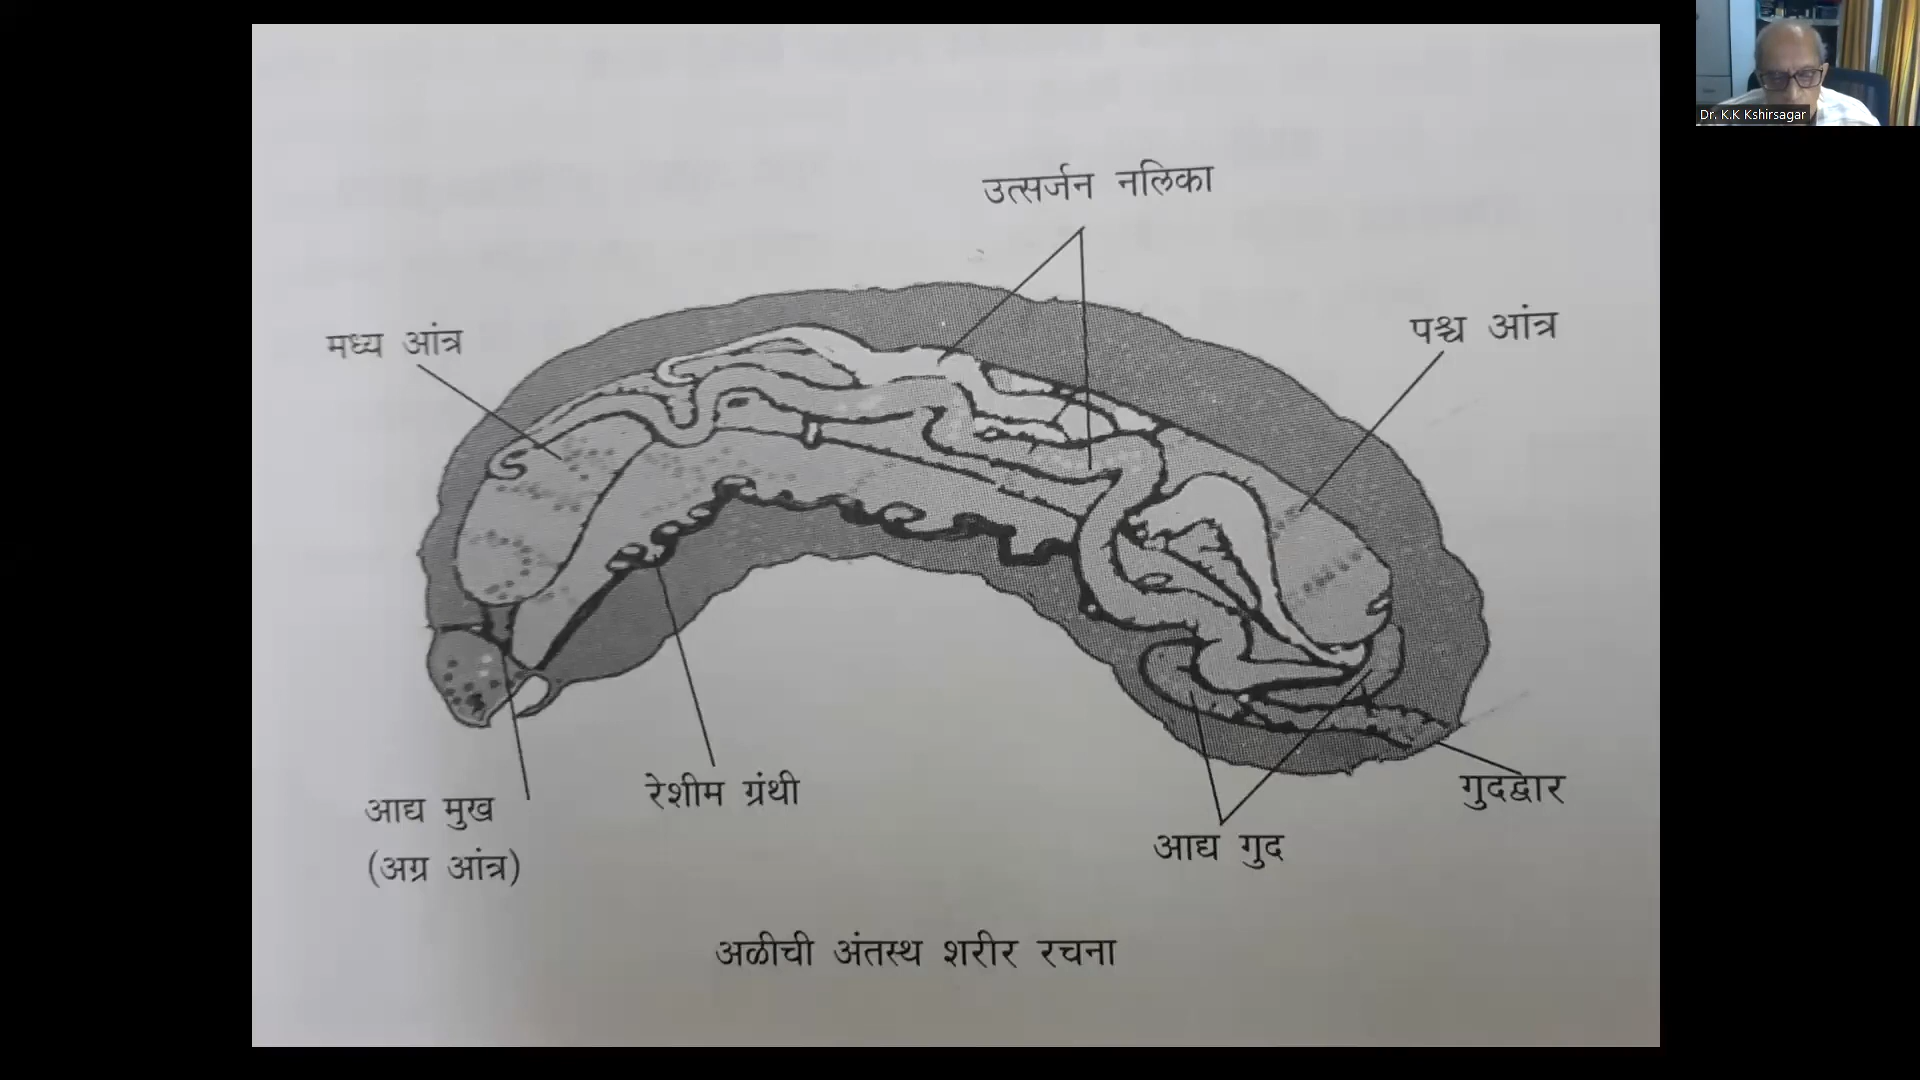 Dr. K.K Kshirsagar
उत्सर्जन नलिका
मध्य आंत्र
पश्च आंत्र
आद्य मुख
(अग्र आंत्र)
रेशीम ग्रंथी
आद्य गुद
गुदद्वार
अळीची अंतस्थ शरीर रचना